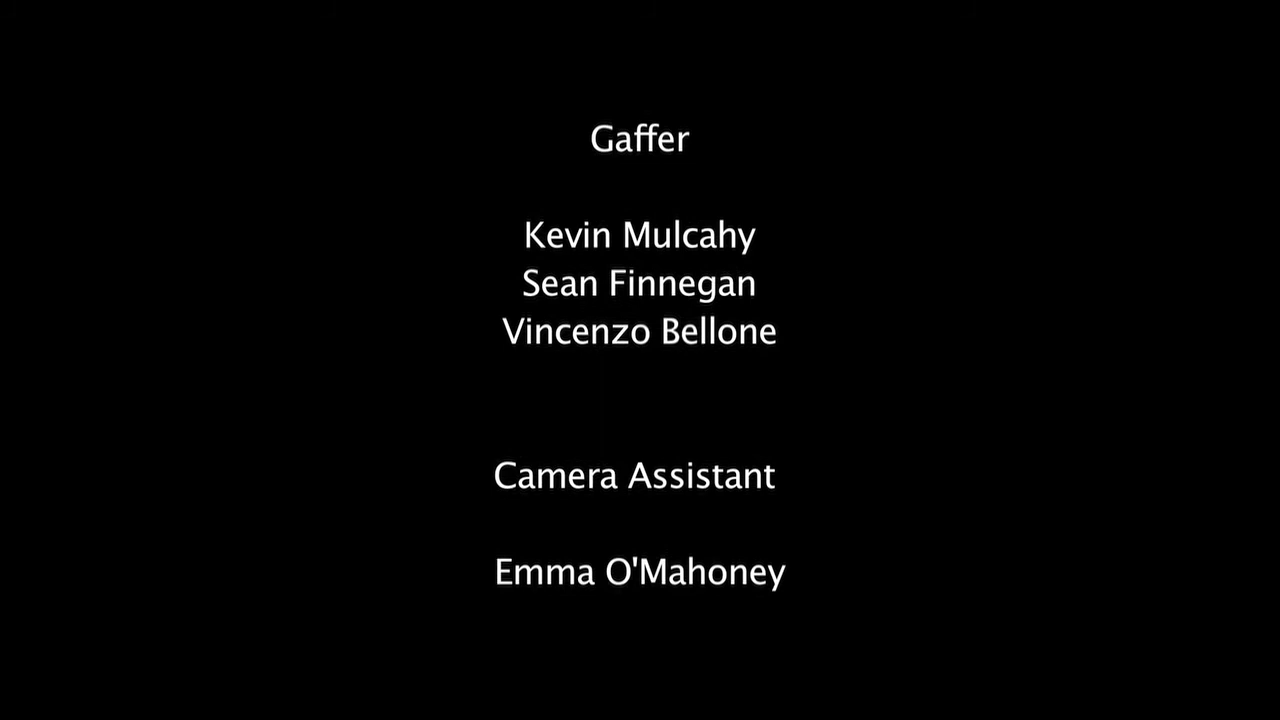 Gaffer
Kevin Mulcahy
Sean Finnegan
Vincenzo Bellone
Camera Assistant
Emma O'Mahoney